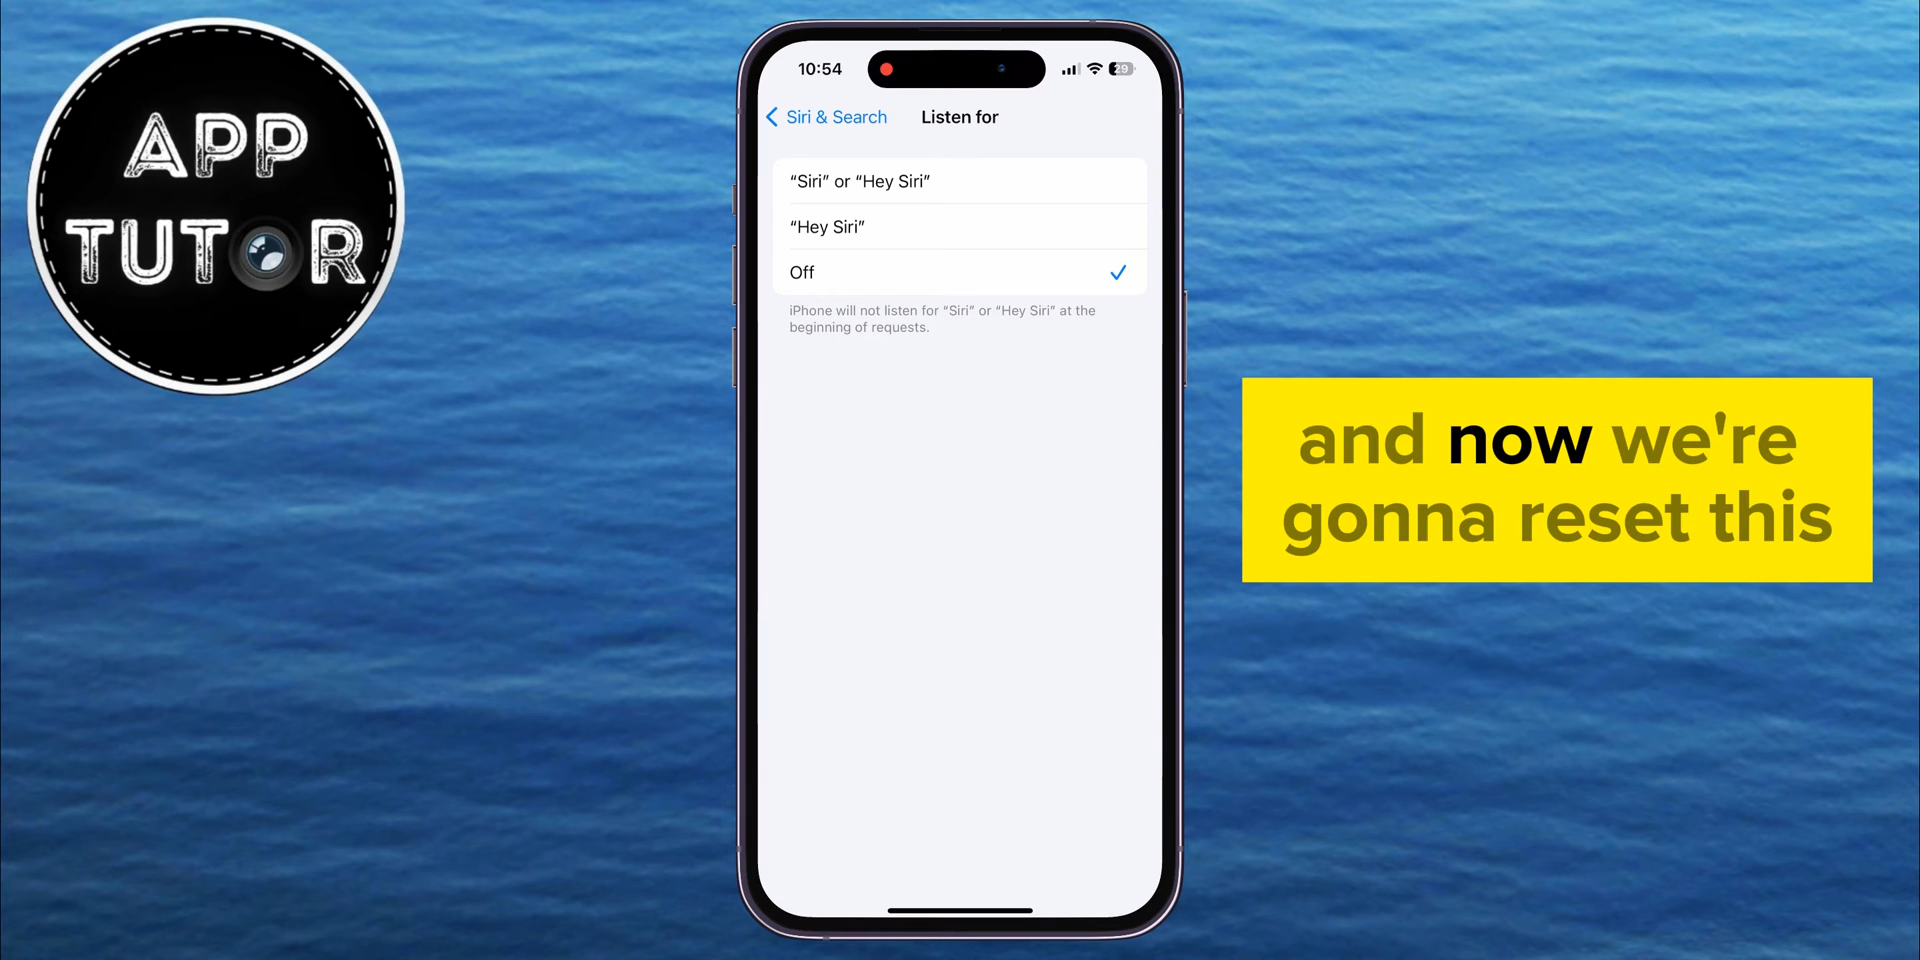 APP
TUTOR
10:54
29
Siri & Search
Listen for
“Siri” or “Hey Siri”
“Hey Siri”
Off
iPhone will not listen for “Siri” or “Hey Siri” at the
beginning of requests.
and now we're
gonna reset this